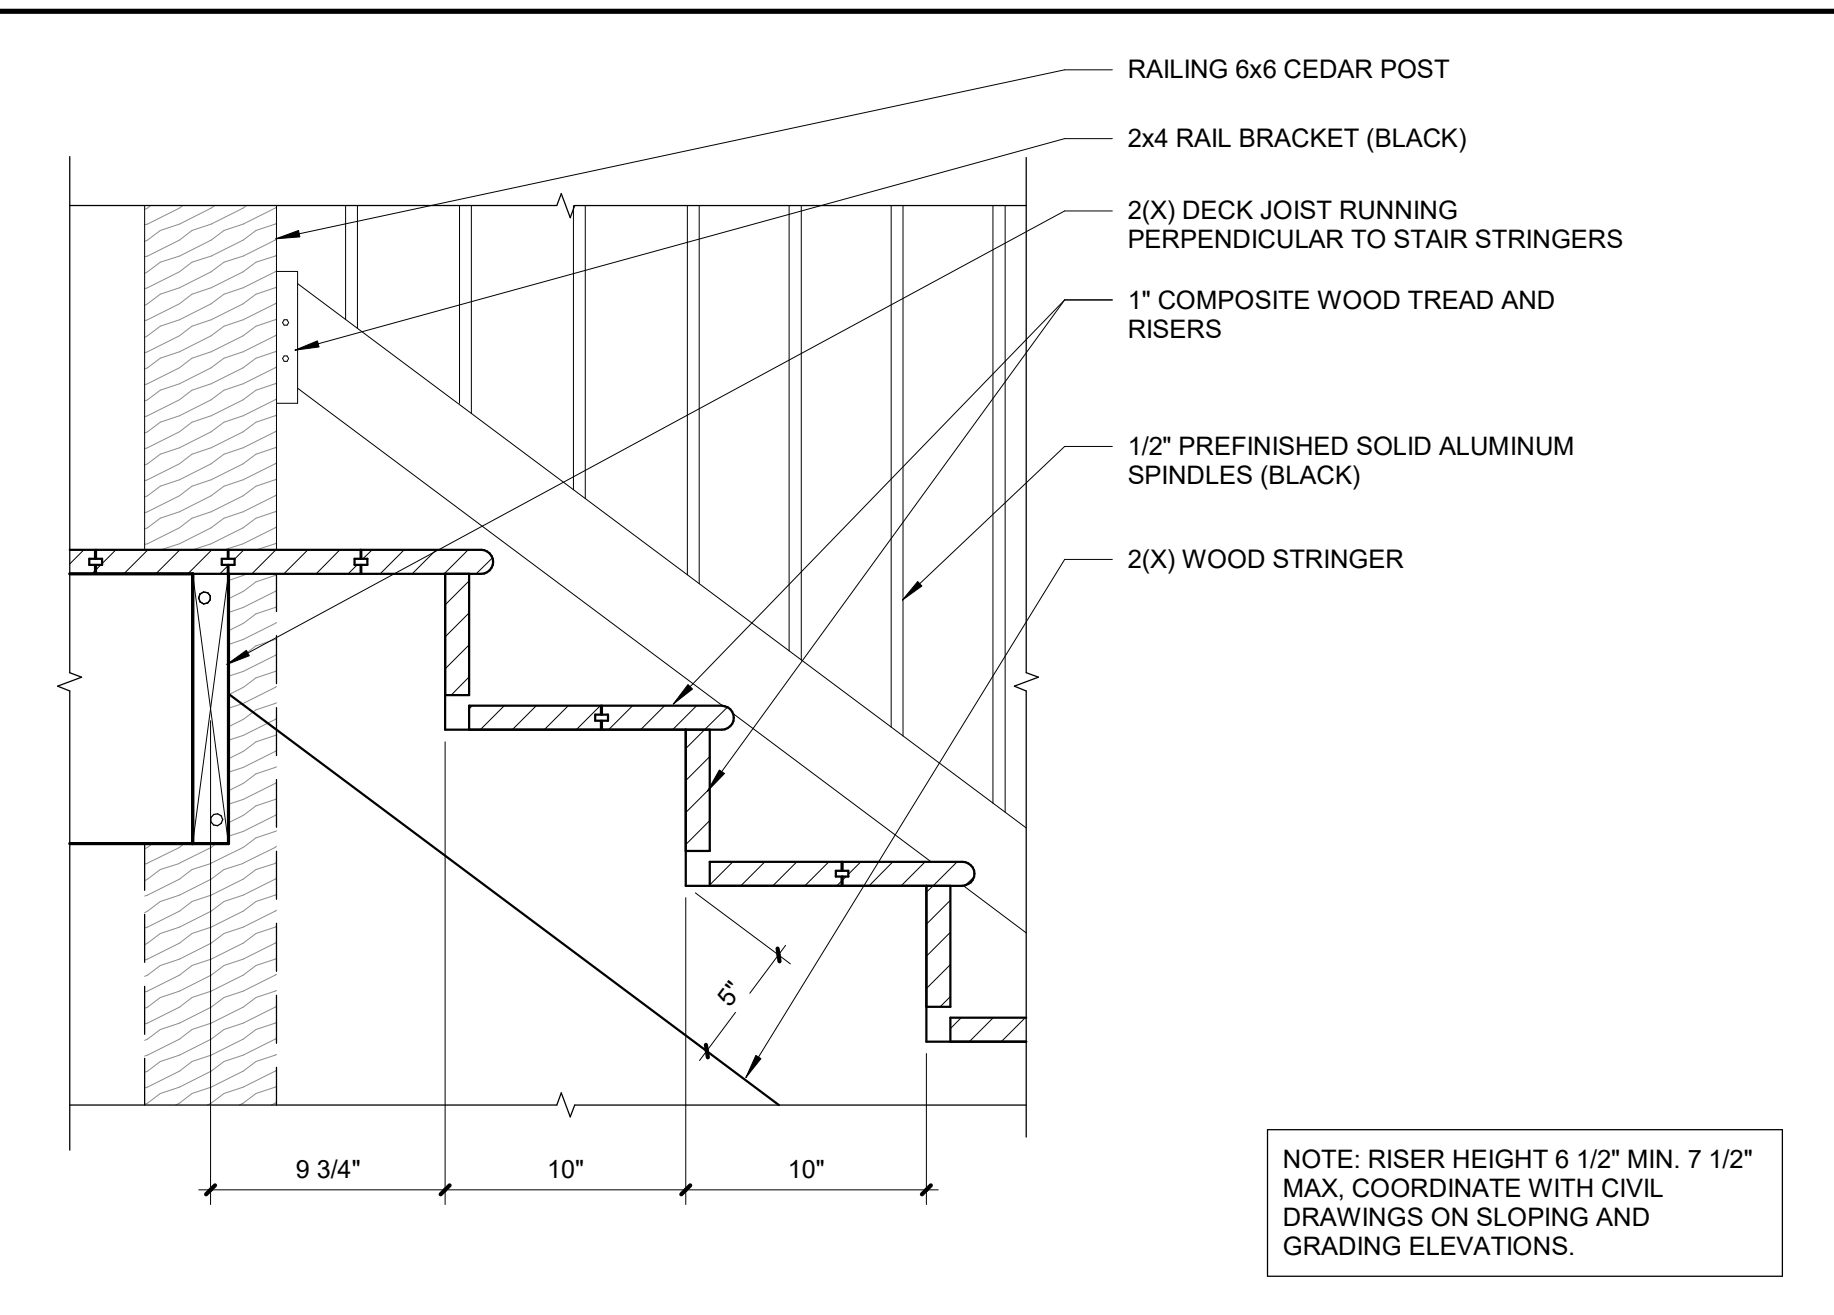 RAILING 6x6 CEDAR POST
2x4 RAIL BRACKET (BLACK)
2(X) DECK JOIST RUNNING
PERPENDICULAR TO STAIR STRINGERS
1" COMPOSITE WOOD TREAD AND
RISERS
1/2" PREFINISHED SOLID ALUMINUM
SPINDLES (BLACK)
2(X) WOOD STRINGER
5"
9 3/4"
10"
10"
NOTE: RISER HEIGHT 6 1/2" MIN. 7 1/2"
MAX, COORDINATE WITH CIVIL
DRAWINGS ON SLOPING AND
GRADING ELEVATIONS.